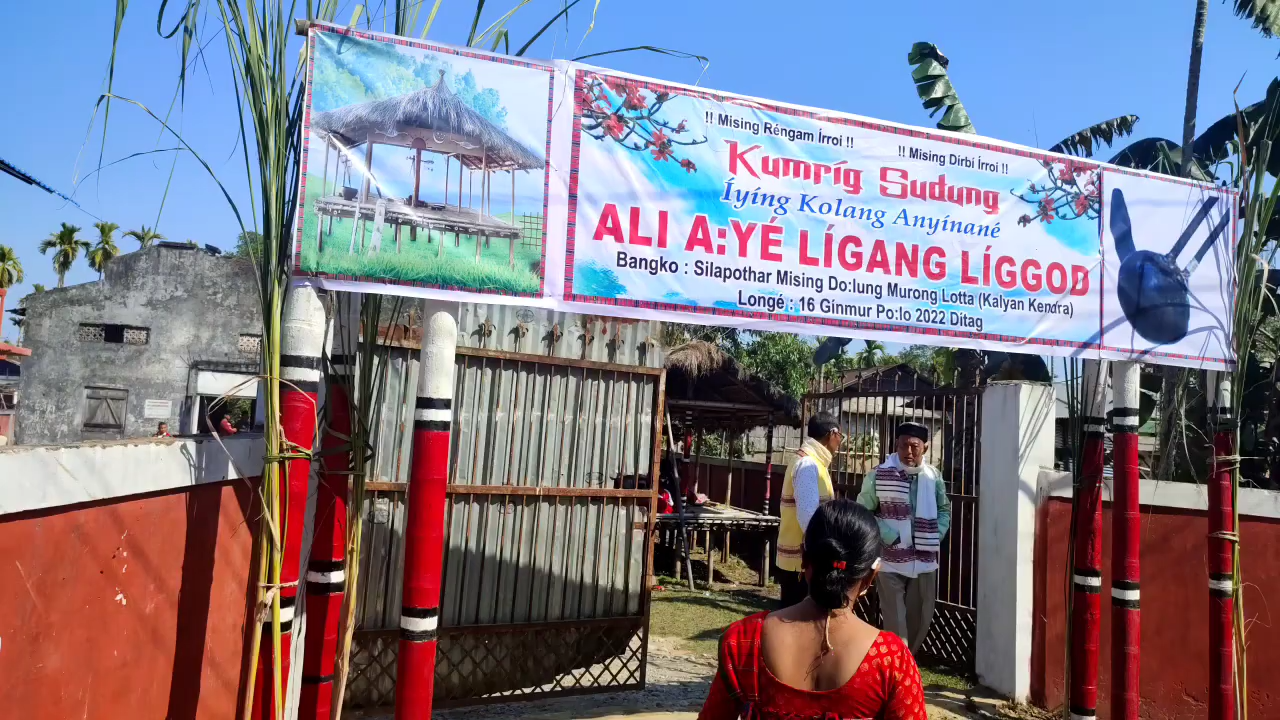 !! Mising Réngam Írroi !!
!! Mising Dírbí Írroi !!
Kumríg Sudung
Íyíng Kolang Anyínané
ALI A:YÉ LÍGANG LÍGGOD
Bangko : Silapothar Mising Do:lung Murong Lotta (Kalyan Kendra)
Longé : 16 Ginmur Po:lo 2022 Ditag